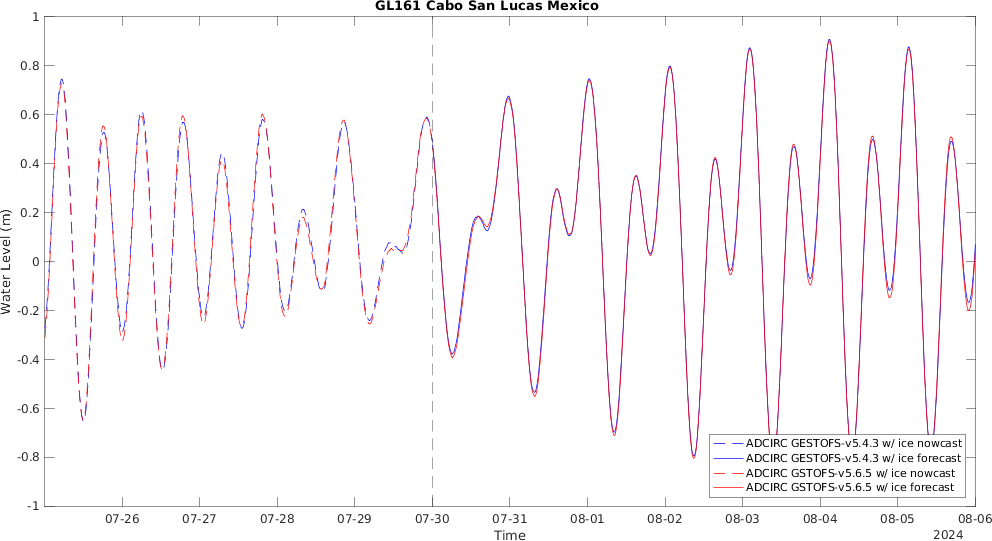 GL161 Cabo San Lucas Mexico
1
0.8
0.6
0.4
0.2
0
-0.2
-0.4
-0.6
-0.8
-1
Water Level (m)
ADCIRC GESTOFS-v5.4.3 w/ ice nowcast
ADCIRC GESTOFS-v5.4.3 w/ ice forecast
ADCIRC GSTOFS-v5.6.5 w/ ice nowcast
ADCIRC GSTOFS-v5.6.5 w/ ice forecast
07-26 07-27 07-28 07-29 07-30 07-31 08-01 08-02 08-03 08-04 08-05 08-06
Time
2024